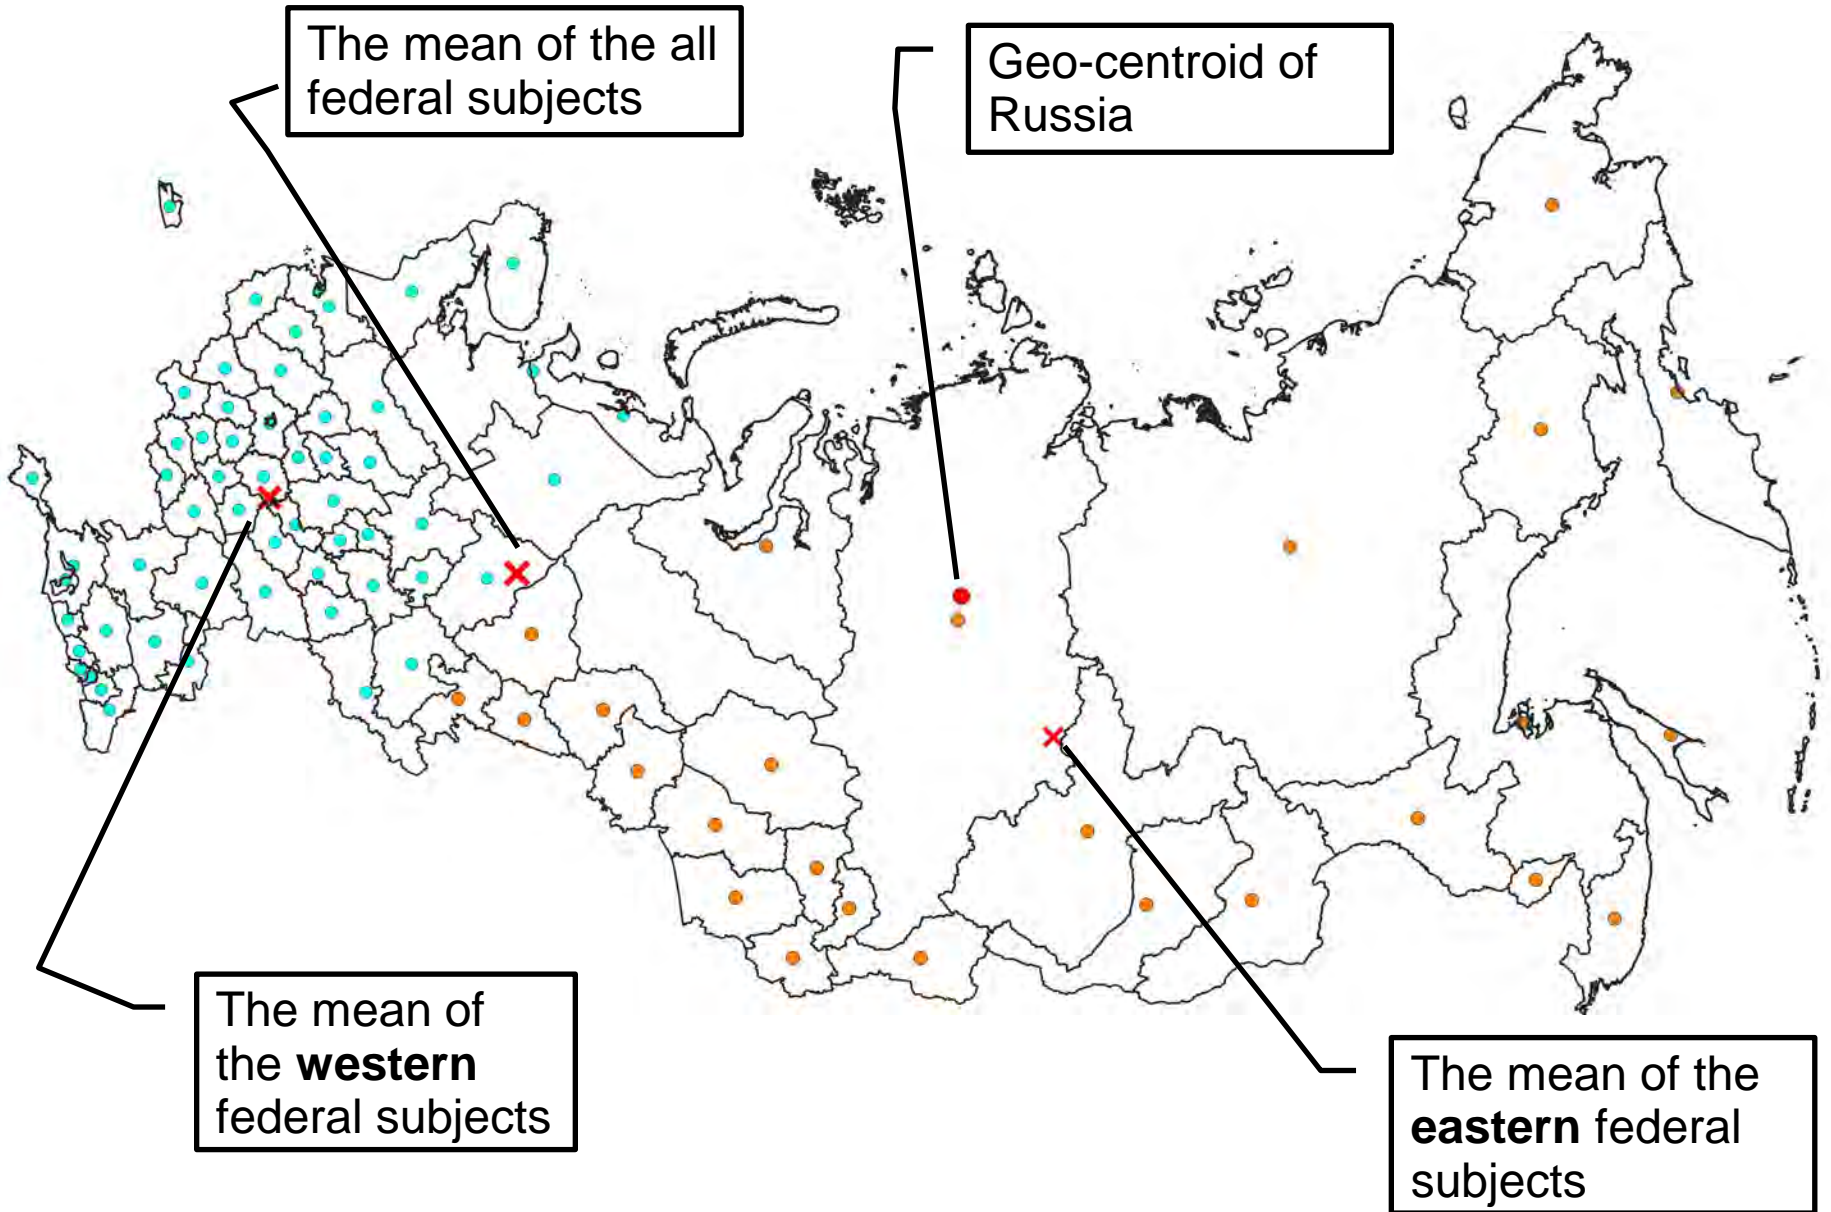 The mean of the all
federal subjects
Geo-centroid of
Russia
The mean of
the western
federal subjects
The mean of the
eastern federal
subjects